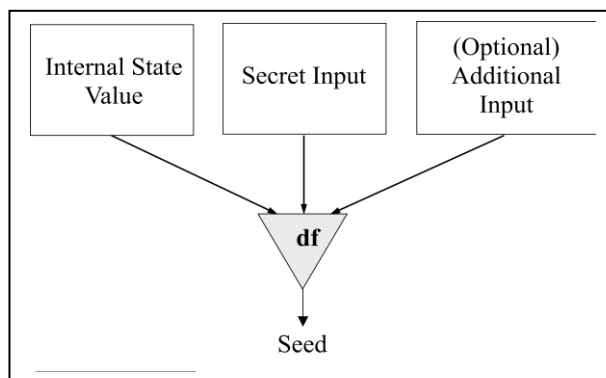 Internal State
Value
Secret Input
(Optional)
Additional
Input
df
Seed